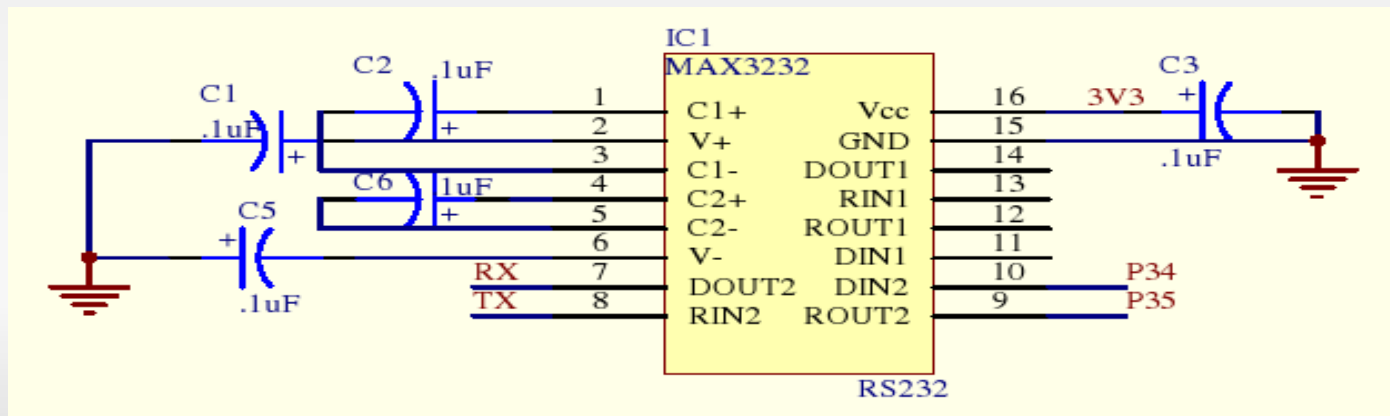 IC1
MAX3232
C2 .1uF
C1 .1uF
+
+
C6 .1uF
+
C5
+
.1uF
RX
TX
1 C1+
2 V+
3 C1-
4 C2+
5 C2-
6 V-
7 DOUT2
8 RIN2
Vcc 16
GND 15
DOUT1 14
RIN1 13
ROUT1 12
DIN1 11
DIN2 10
ROUT2 9
3V3
C3
+
.1uF
P34
P35
RS232